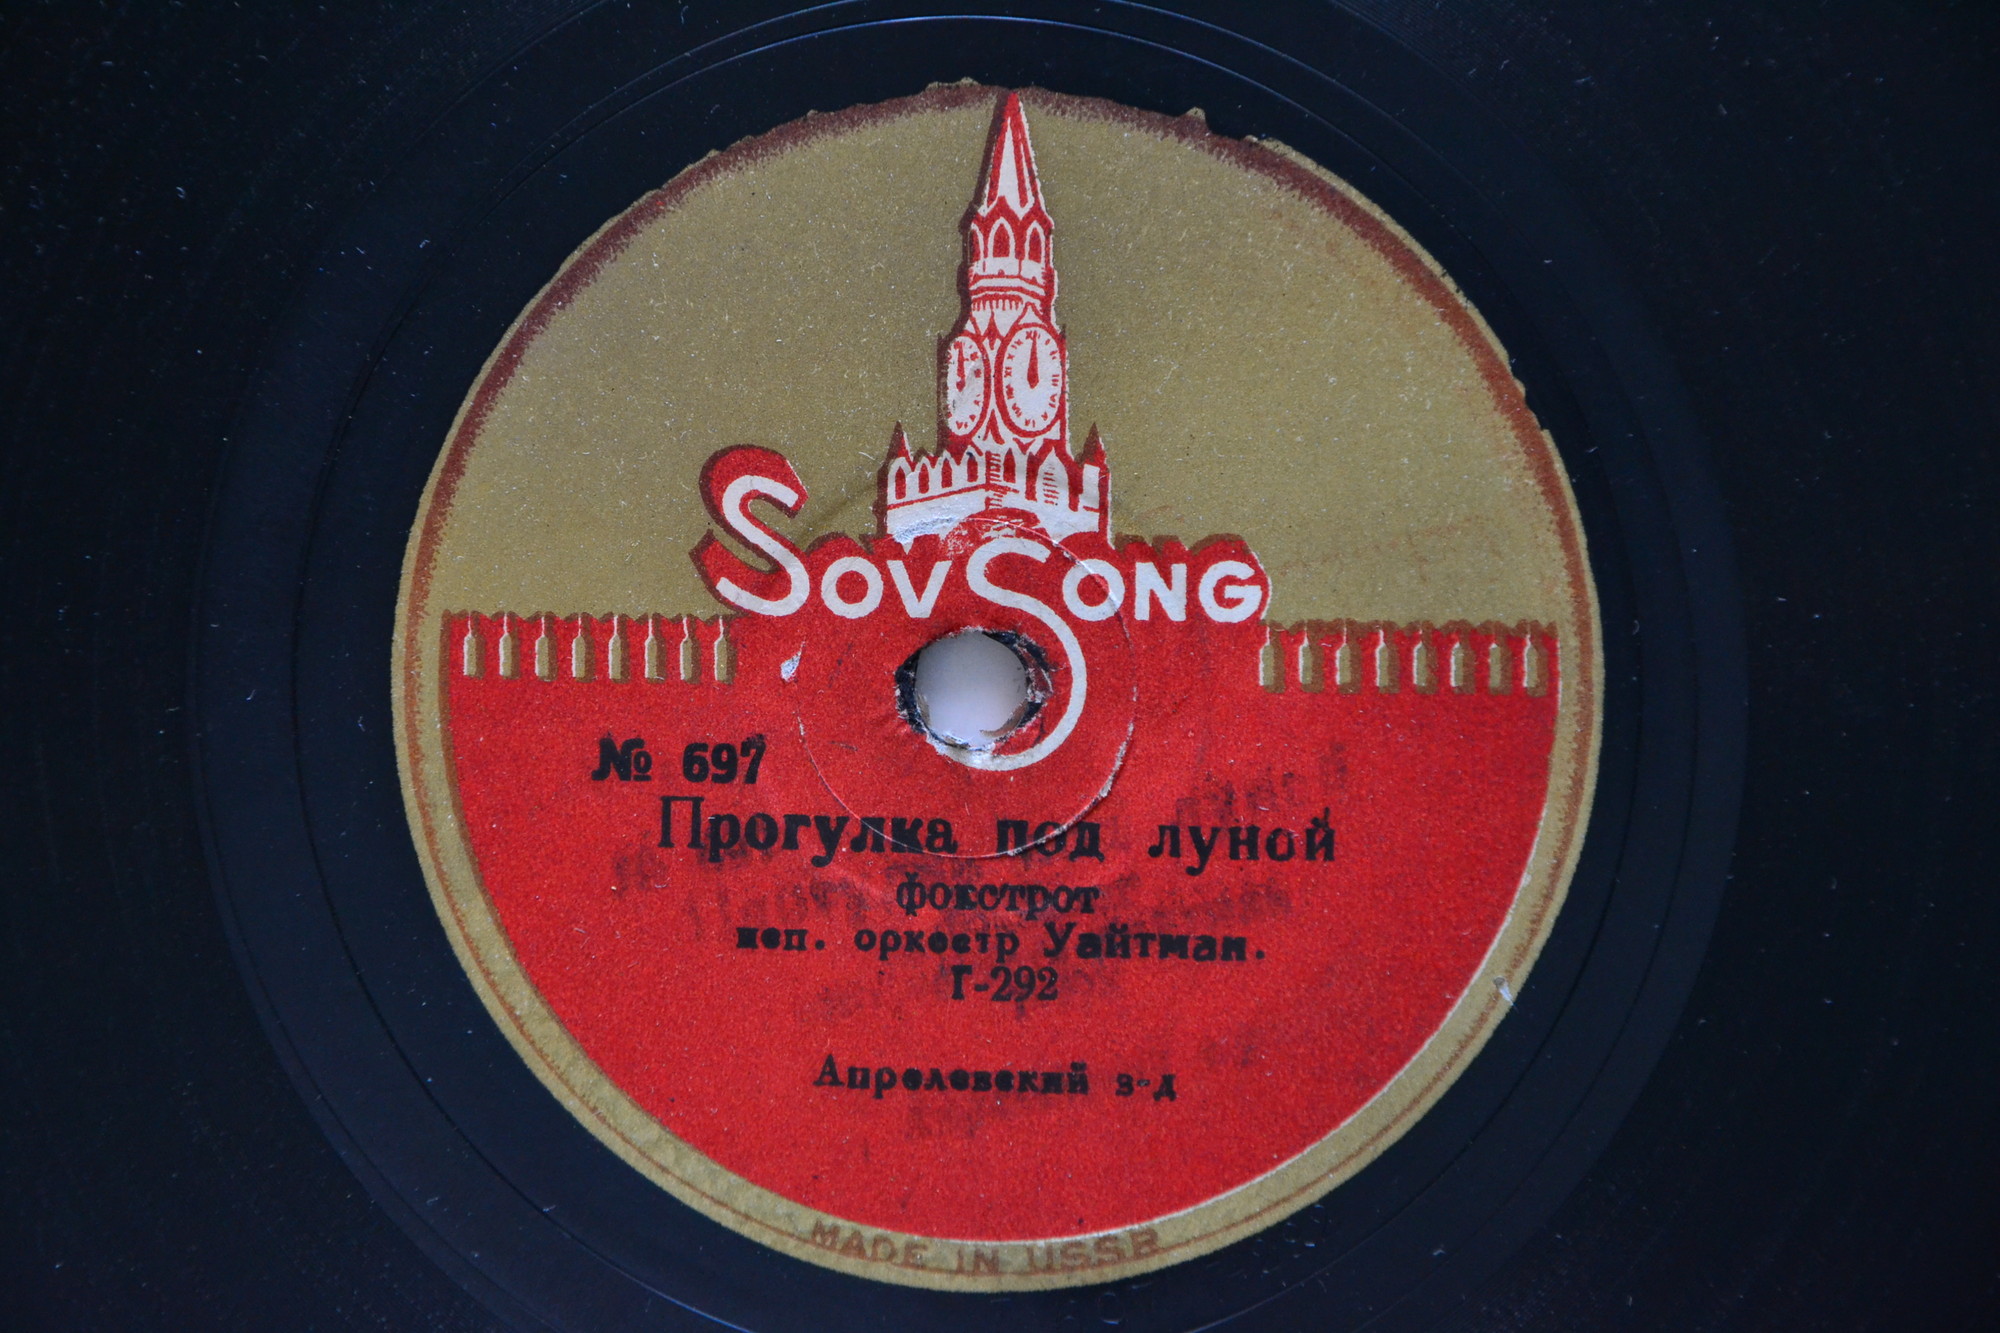 SovSong
№ 697
Прогулка под луной
фокстрот
исп. оркестр Уайтман.
Г-292
Апрелевский з-д
MADE IN USSR